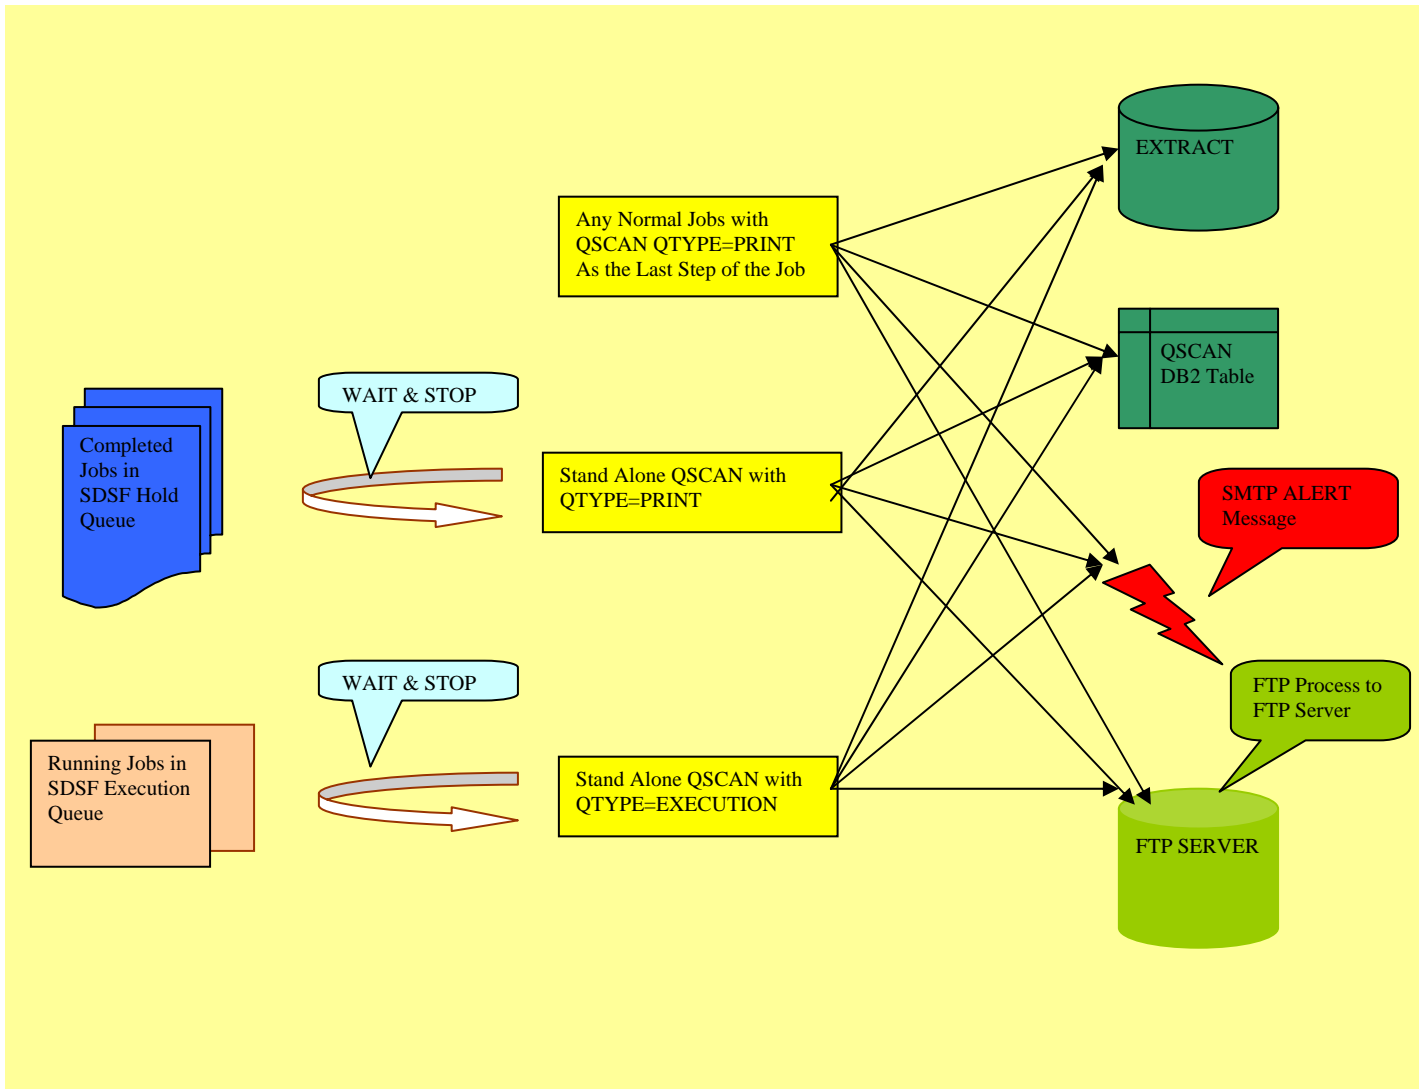 EXTRACT
Any Normal Jobs with
QSCAN QTYPE=PRINT
As the Last Step of the Job
QSCAN
DB2 Table
WAIT & STOP
Completed
Jobs in
SDSF Hold
Queue
Stand Alone QSCAN with
QTYPE=PRINT
SMTP ALERT
Message
WAIT & STOP
FTP Process to
FTP Server
Running Jobs in
SDSF Execution
Queue
Stand Alone QSCAN with
QTYPE=EXECUTION
FTP SERVER